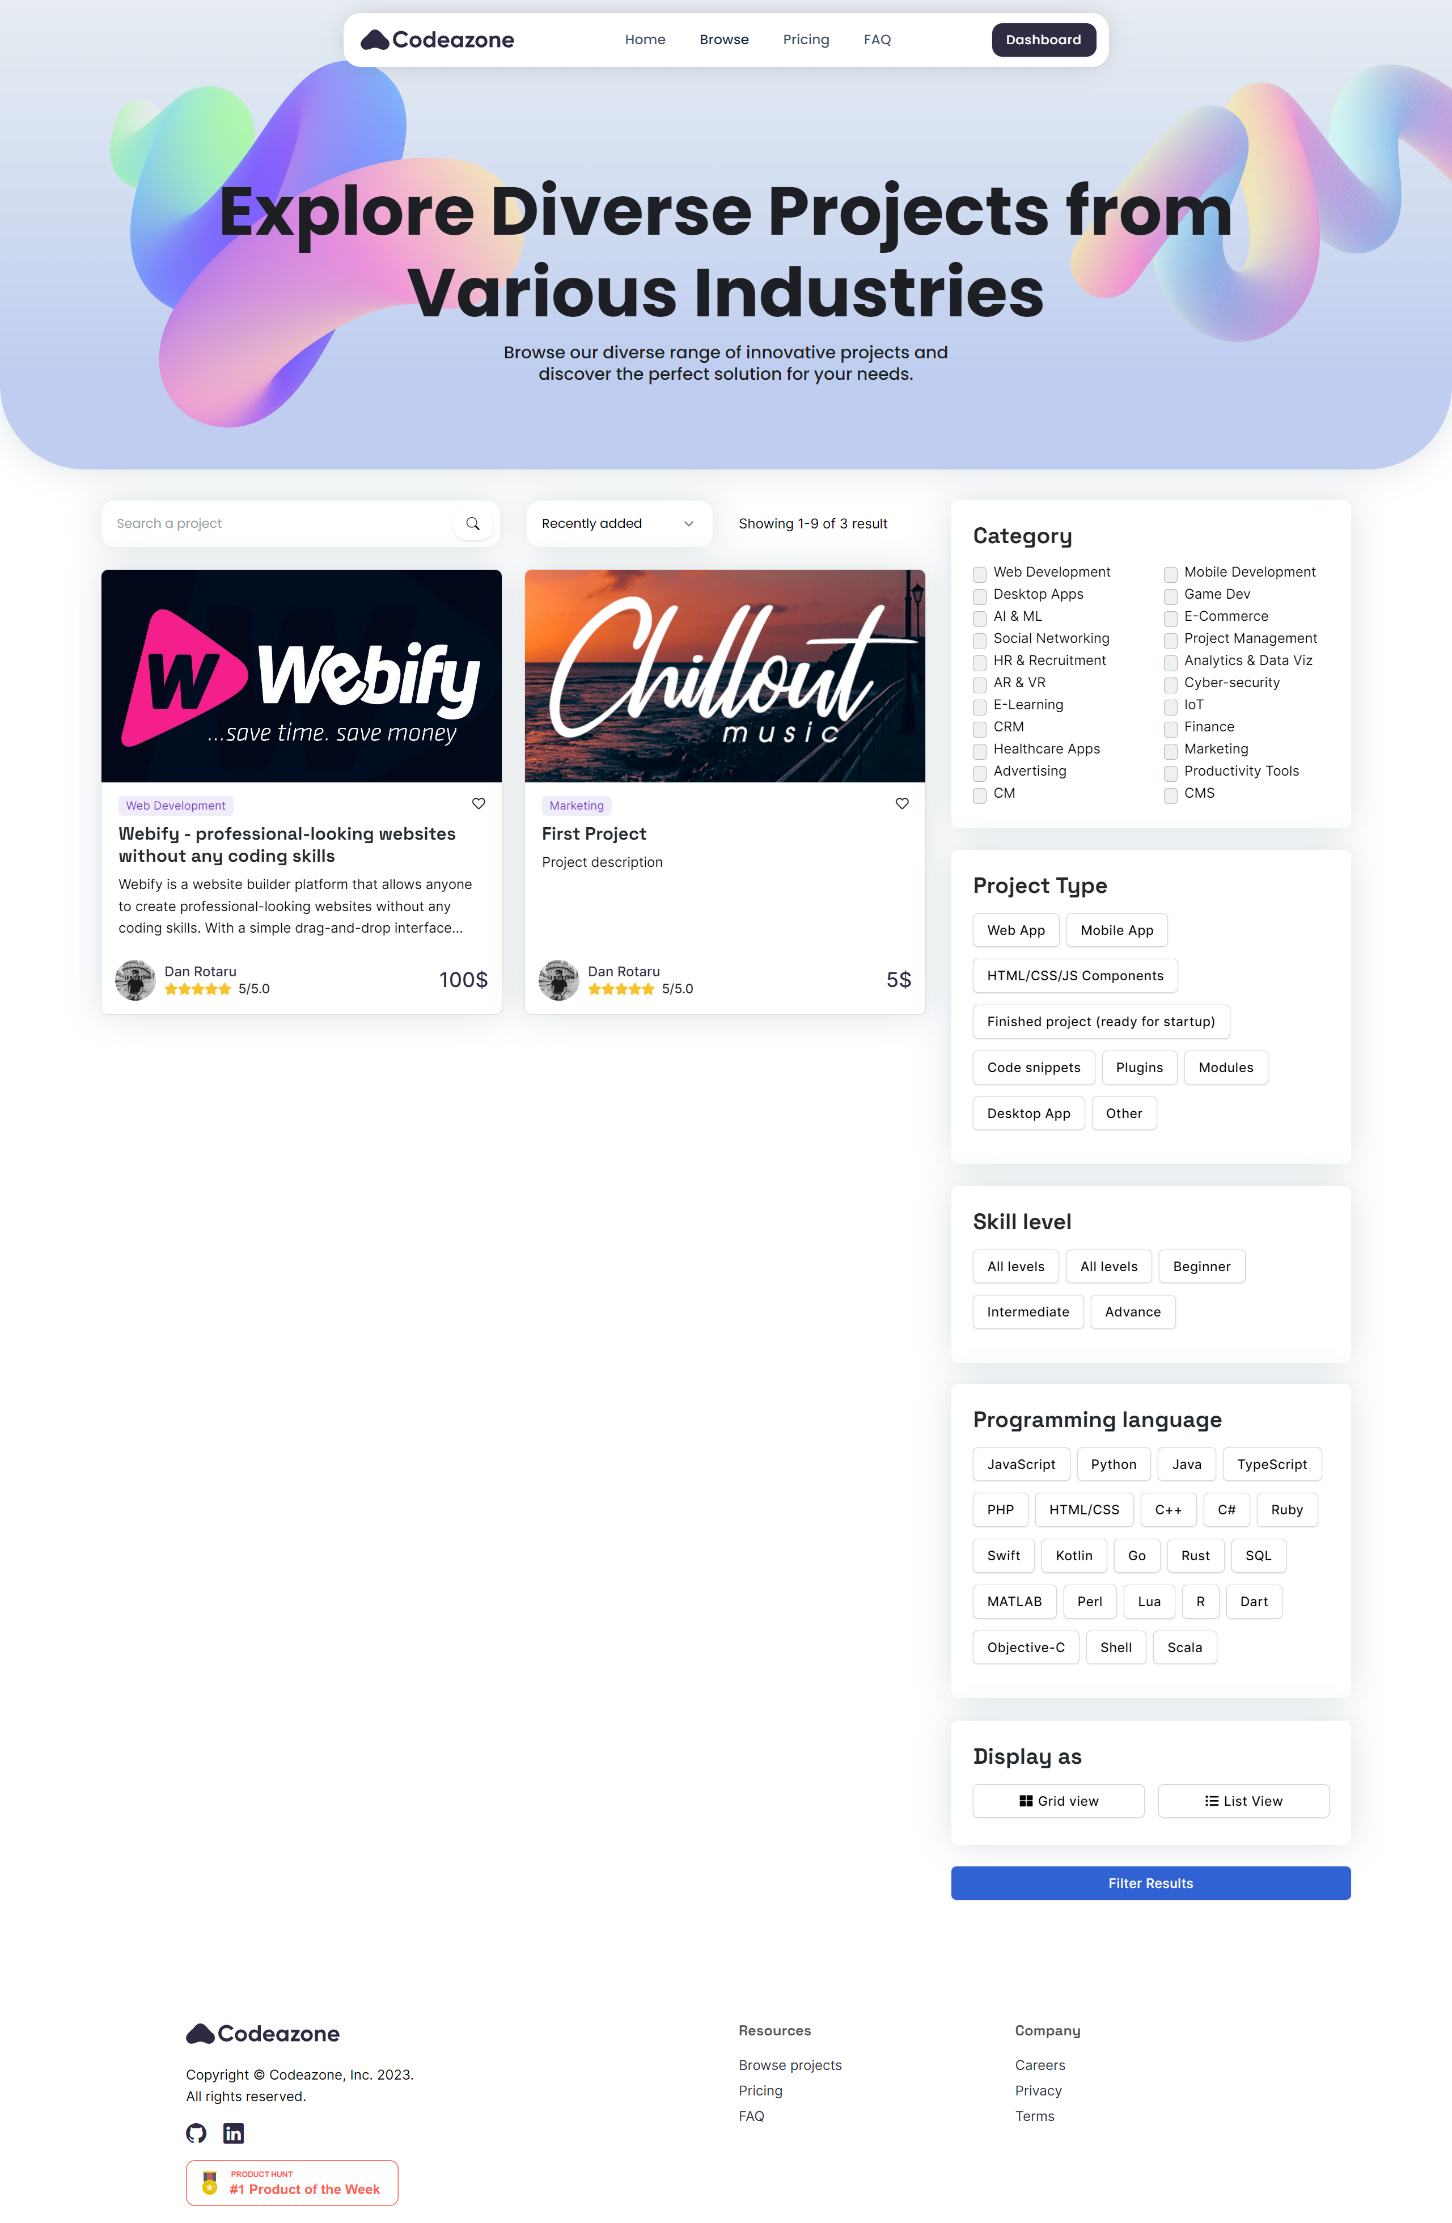 Codeazone
Home Browse Pricing FAQ
Dashboard
Explore Diverse Projects from
Various Industries
Browse our diverse range of innovative projects and
discover the perfect solution for your needs.
Search a project
Recently added
Showing 1-9 of 3 result
W Webify
...save time. save money
Web Development
Webify - professional-looking websites
without any coding skills
Webify is a website builder platform that allows anyone
to create professional-looking websites without any
coding skills. With a simple drag-and-drop interface...
Dan Rotaru
5/5.0
100$
Chillout
music
Marketing
First Project
Project description
Dan Rotaru
5/5.0
5$
Category
Web Development Mobile Development
Desktop Apps Game Dev
AI & ML E-Commerce
Social Networking Project Management
HR & Recruitment Analytics & Data Viz
AR & VR Cyber-security
E-Learning IoT
CRM Finance
Healthcare Apps Marketing
Advertising Productivity Tools
CM CMS
Project Type
Web App Mobile App
HTML/CSS/JS Components
Finished project (ready for startup)
Code snippets Plugins Modules
Desktop App Other
Skill level
All levels All levels Beginner
Intermediate Advance
Programming language
JavaScript Python Java TypeScript
PHP HTML/CSS C++ C# Ruby
Swift Kotlin Go Rust SQL
MATLAB Perl Lua R Dart
Objective-C Shell Scala
Display as
Grid view List View
Filter Results
Codeazone
Copyright © Codeazone, Inc. 2023.
All rights reserved.
in
PRODUCT HUNT
#1 Product of the Week
Resources
Browse projects
Pricing
FAQ
Company
Careers
Privacy
Terms